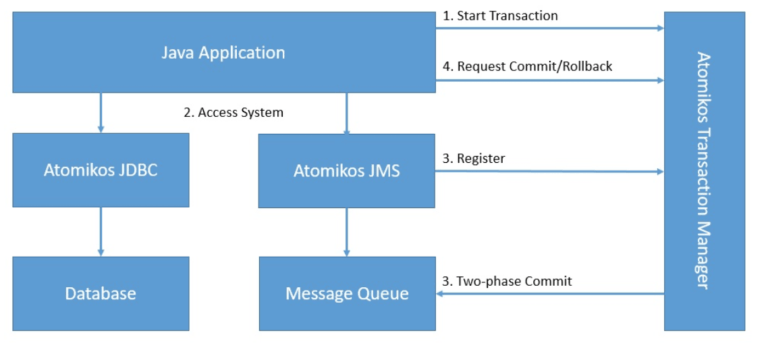 1. Start Transaction
Java Application
4. Request Commit/Rollback
2. Access System
Atomikos JDBC
Atomikos JMS
3. Register
Atomikos Transaction Manager
Database
Message Queue
3. Two-phase Commit